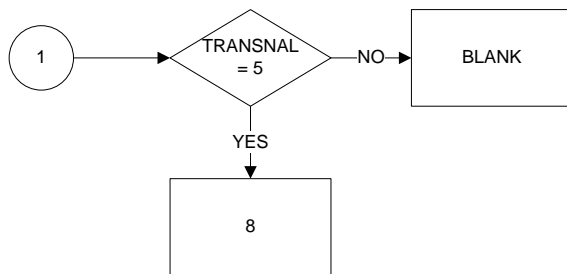 1
TRANSNAL
= 5
NO
BLANK
YES
8